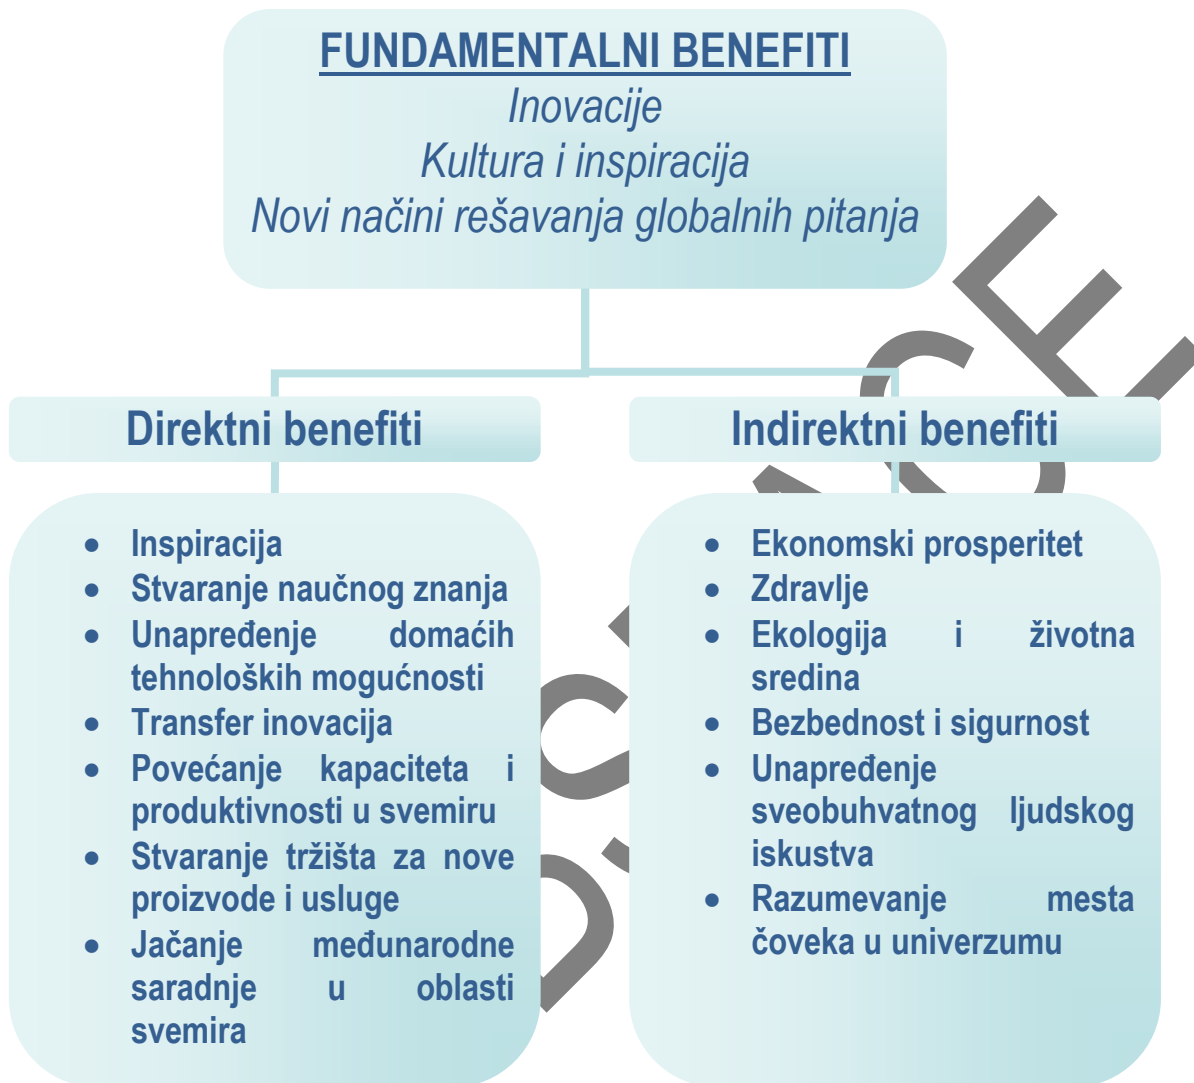 FUNDAMENTALNI BENEFITI
Inovacije
Kultura i inspiracija
Novi načini rešavanja globalnih pitanja
Direktni benefiti
• Inspiracija
• Stvaranje naučnog znanja
• Unapređenje domaćih
tehnoloških mogućnosti
• Transfer inovacija
• Povećanje kapaciteta i
produktivnosti u svemiru
• Stvaranje tržišta za nove
proizvode i usluge
• Jačanje međunarodne
saradnje u oblasti
svemira
Indirektni benefiti
• Ekonomski prosperitet
• Zdravlje
• Ekologija i životna
sredina
• Bezbednost i sigurnost
• Unapređenje
sveobuhvatnog ljudskog
iskustva
• Razumevanje mesta
čoveka u univerzumu